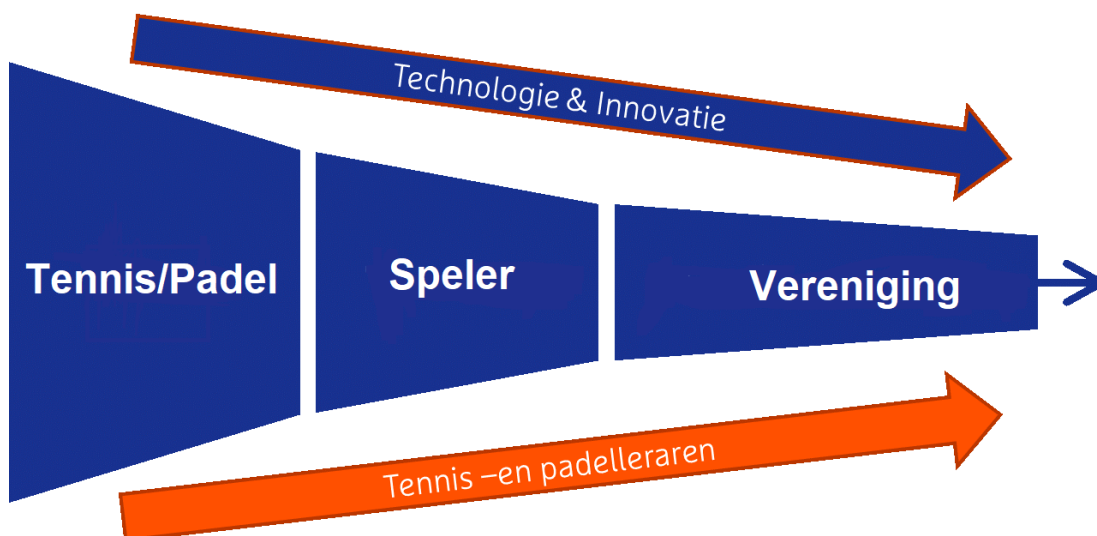 Technologie & Innovatie
Tennis/Padel
Speler
Vereniging
Tennis –en padelleraren